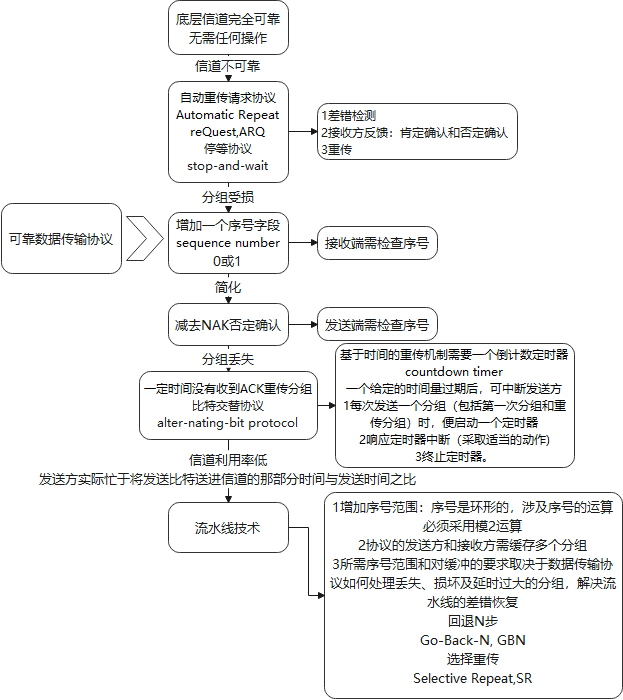 底层信道完全可靠
无需任何操作
信道不可靠
自动重传请求协议
Automatic Repeat
reQuest,ARQ
停等协议
stop-and-wait
1差错检测
2接收方反馈：肯定确认和否定确认
3重传
分组受损
可靠数据传输协议
增加一个序号字段
sequence number
0或1
接收端需检查序号
简化
减去NAK否定确认
发送端需检查序号
分组丢失
一定时间没有收到ACK重传分组
比特交替协议
alter-nating-bit protocol
基于时间的重传机制需要一个倒计数定时器
countdown timer
一个给定的时间量过期后，可中断发送方
1每次发送一个分组（包括第一次分组和重
传分组）时，便启动一个定时器
2响应定时器中断（采取适当的动作)
3终止定时器。
信道利用率低
发送方实际忙于将发送比特送进信道的那部分时间与发送时间之比
流水线技术
1增加序号范围：序号是环形的，涉及序号的运算
必须采用模2运算
2协议的发送方和接收方需缓存多个分组
3所需序号范围和对缓冲的要求取决于数据传输协
议如何处理丢失、损坏及延时过大的分组，解决流
水线的差错恢复
回退N步
Go-Back-N, GBN
选择重传
Selective Repeat,SR